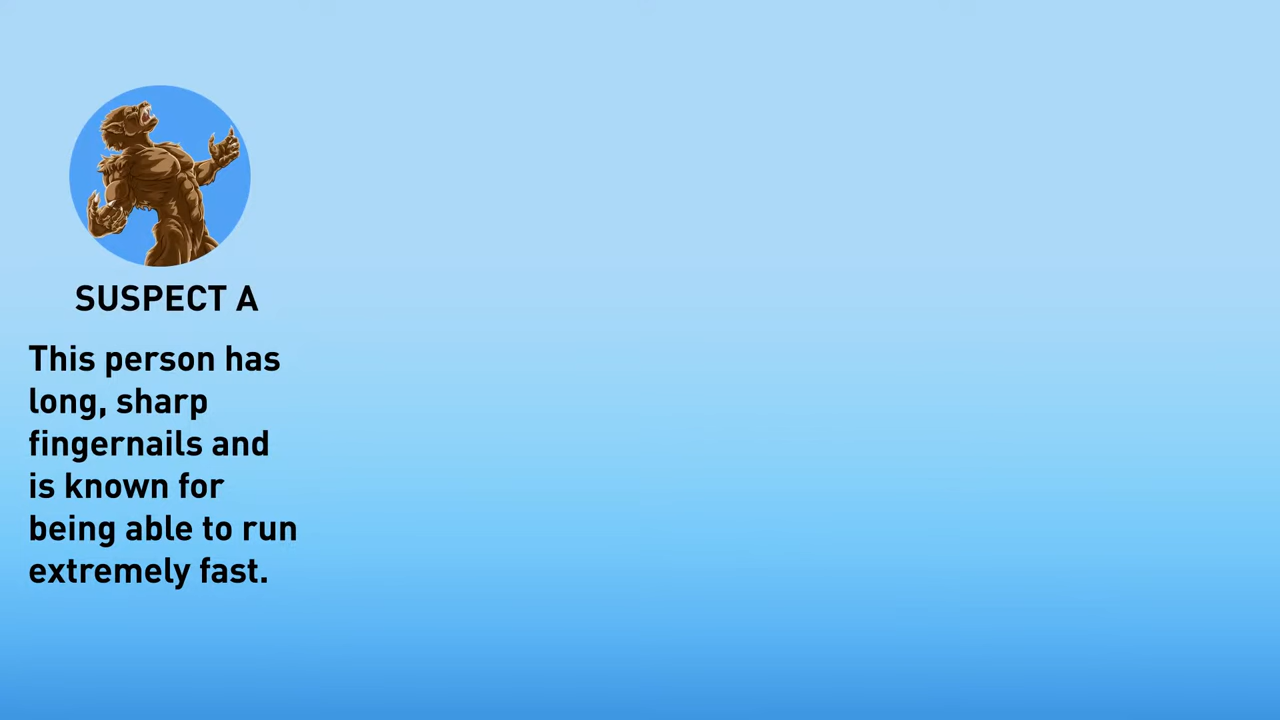 SUSPECT A
This person has
long, sharp
fingernails and
is known for
being able to run
extremely fast.